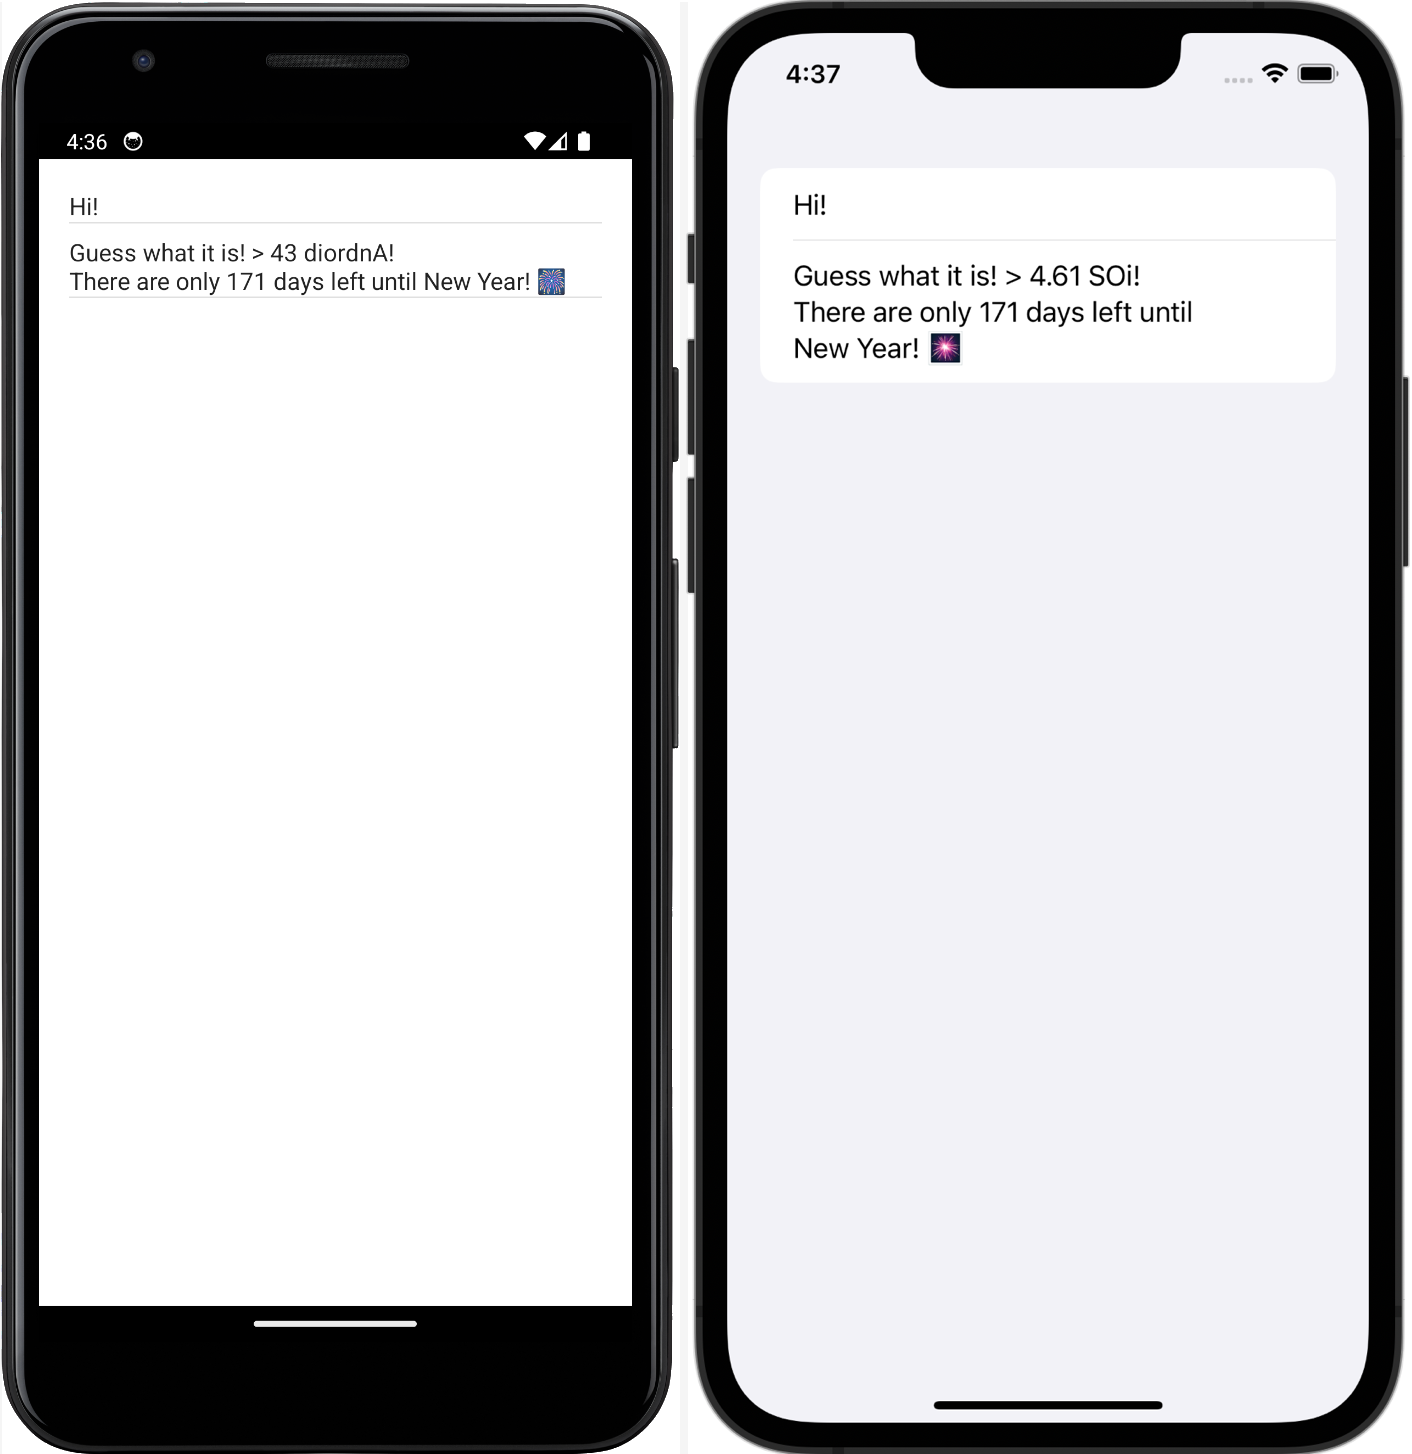 4:36
Hi!
Guess what it is! > 43 diordnA!
There are only 171 days left until New Year! 🎆
4:37
Hi!
Guess what it is! > 4.61 SOi!
There are only 171 days left until
New Year! 🎆